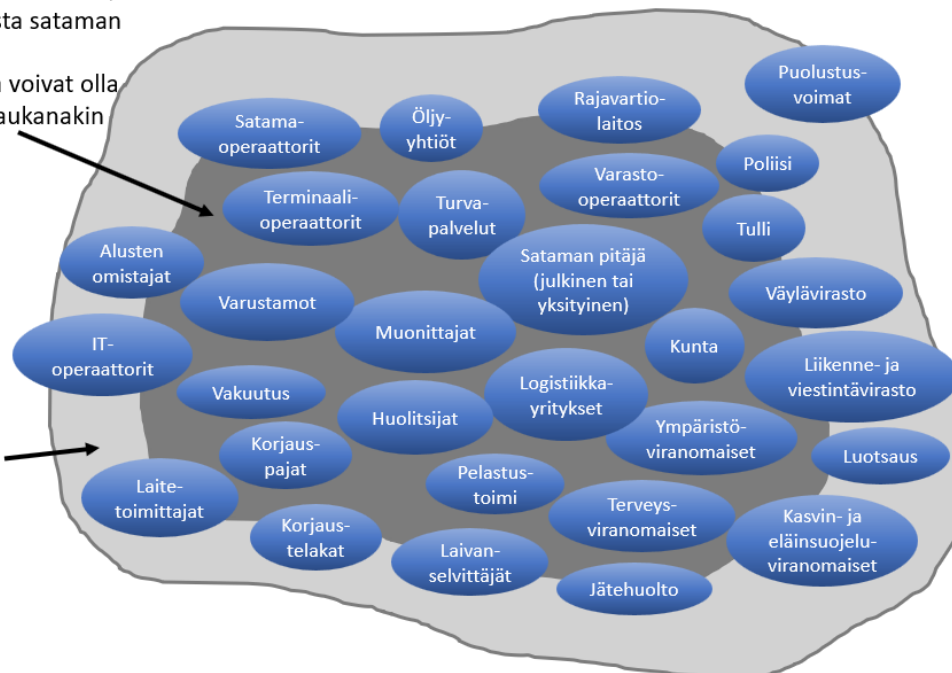 sta sataman
voivat olla
aukanakin
Puolustus-
voimat
Satama-
operaattorit
Öljy-
yhtiöt
Rajavartio-
laitos
Poliisi
Terminaali-
operaattorit
Turva-
palvelut
Varasto-
operaattorit
Tulli
Alusten
omistajat
Sataman pitäjä
(julkinen tai
yksityinen)
Varustamot
Väylävirasto
Muonittajat
Kunta
IT-
operaattorit
Liikenne- ja
viestintävirasto
Vakuutus
Logistiikka-
yritykset
Huolitsijat
Ympäristö-
viranomaiset
Korjaus-
pajat
Luotsaus
Pelastus-
toimi
Laite-
toimittajat
Terveys-
viranomaiset
Kasvin- ja
eläinsuojelu-
viranomaiset
Korjaus-
telakat
Laivan-
selvittäjät
Jätehuolto